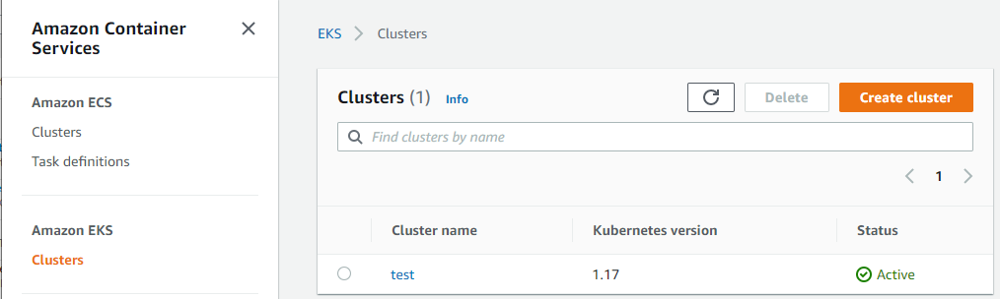 Amazon Container
Services
Amazon ECS
Clusters
Task definitions
Amazon EKS
Clusters
EKS > Clusters
Clusters (1) Info
Delete
Create cluster
Find clusters by name
1
Cluster name Kubernetes version Status
test 1.17 Active